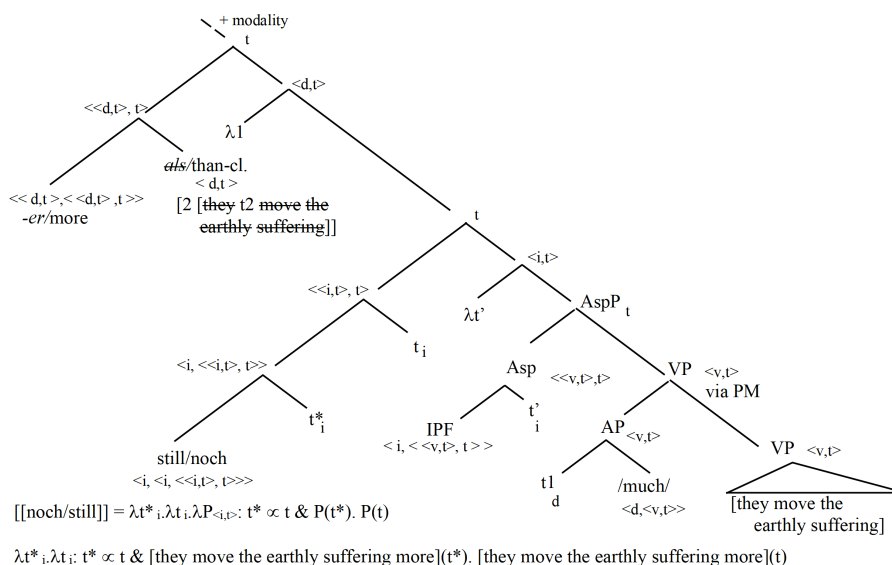 + modality
t
<d,t>
<<d,t>, t>
λ1
als/than-cl.
< d,t >
<< d,t >,< <d,t> ,t >>
-er/more
[2 [they t2 move the
earthly suffering]]
t
<i,t>
<<i,t>, t>
λt’
AspP t
t i
<i, <<i,t>, t>>
Asp <<v,t>,t>
VP <v,t>
via PM
t* i
IPF
< i, < <v,t>, t > >
t’ i
AP <v,t>
VP <v,t>
still/noch
<i, <i, <<i,t>, t>>>
t1
d
/much/
<d,<v,t>>
[they move the
earthly suffering]
[[noch/still]] = λt* i.λt i.λP<i,t>: t* ∝ t & P(t*). P(t)
λt* i.λt i: t* ∝ t & [they move the earthly suffering more](t*). [they move the earthly suffering more](t)